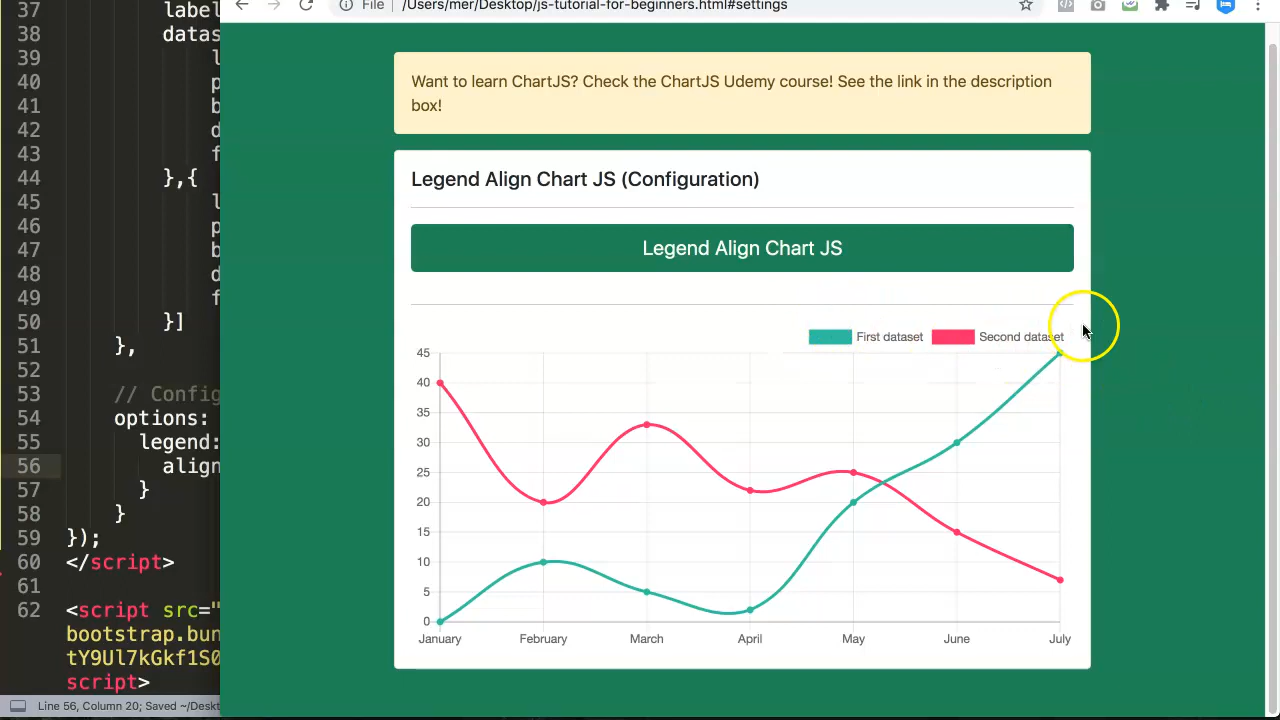 File | /Users/mer/Desktop/js-tutorial-for-beginners.html#settings
37 label
38 datas
39 l
40 p
41 b
42 d
43 f
44 },{
45 l
46 p
47 b
48 d
49 f
50 }]
51 },
52
53 // Config
54 options:
55 legend:
56 align
57 }
58 }
59 });
60 </script>
61
62 <script src="
bootstrap.bun
tY9Ul7kGkf1S0
script>
Line 56, Column 20; Saved ~/Deskt
Want to learn ChartJS? Check the ChartJS Udemy course! See the link in the description
box!
Legend Align Chart JS (Configuration)
Legend Align Chart JS
First dataset Second dataset
45
40
35
30
25
20
15
10
5
0
January February March April May June July